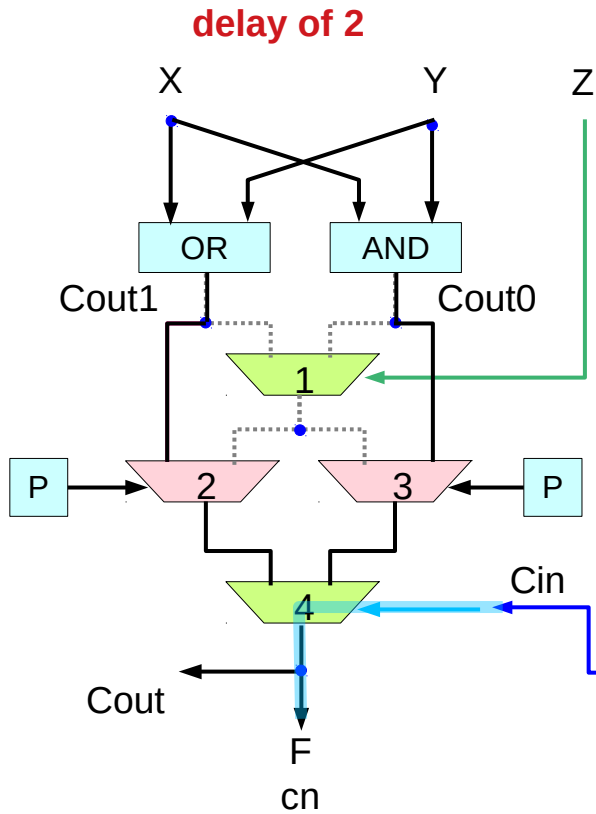 delay of 2
X Y Z
OR AND
Cout1 Cout0
1
P 2 3 P
4 Cin
Cout
F
cn